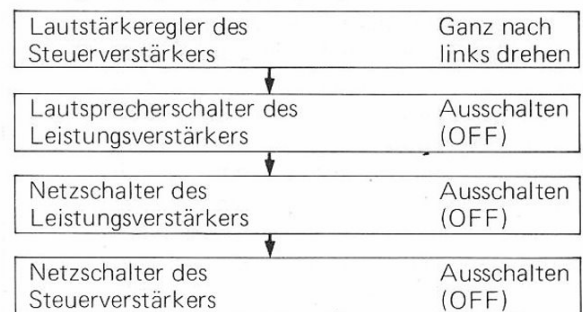 Lautstärkeregler des Ganz nach
Steuerverstärkers links drehen
Lautsprecherschalter des Ausschalten
Leistungsverstärkers (OFF)
Netzschalter des Ausschalten
Leistungsverstärkers (OFF)
Netzschalter des Ausschalten
Steuerverstärkers (OFF)